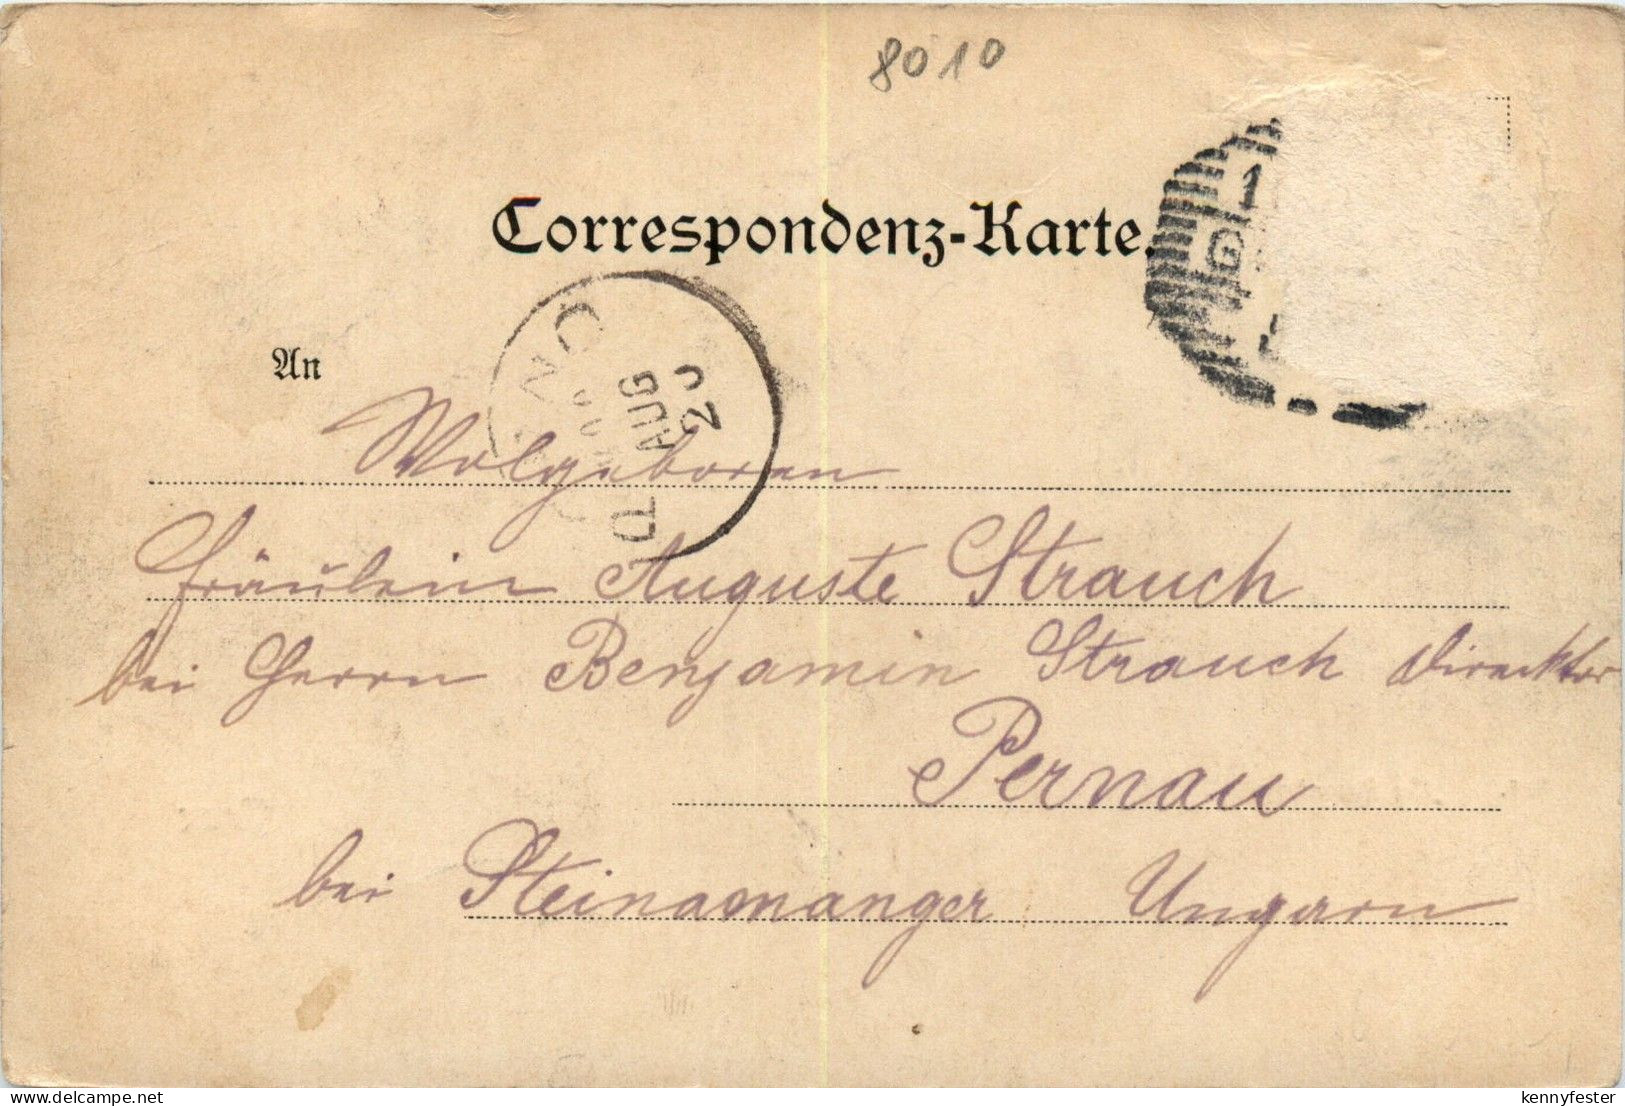 8010
Correspondenz-Karte.
An
AUG
Wolgeboren
Fräulein Auguste Strauch
bei Herrn Benjamin Strauch Direktor
Pernau
bei Steinamanger Ungarn
delcampe.net
kennyfester